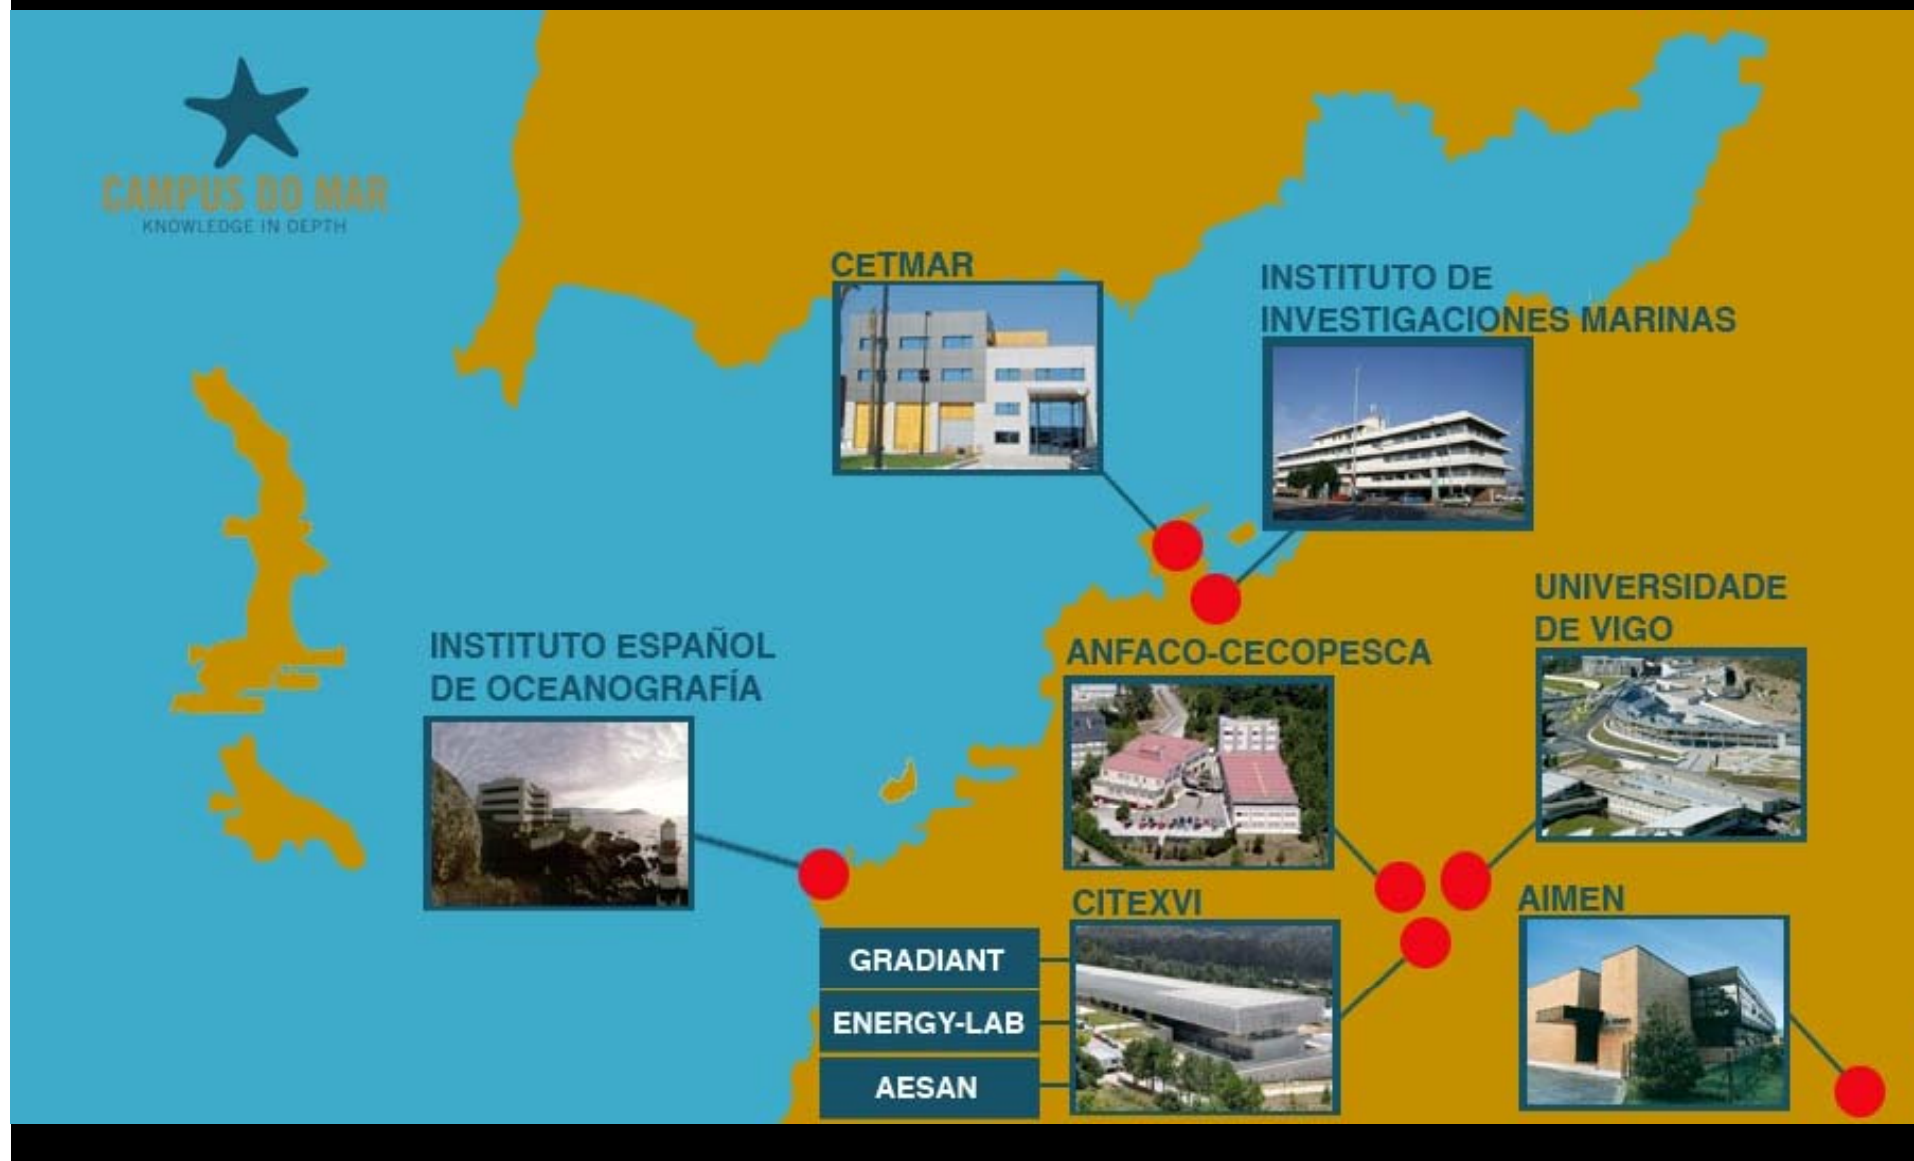 CAMPUS DO MAR
KNOWLEDGE IN DEPTH
CETMAR
INSTITUTO DE
INVESTIGACIONES MARINAS
UNIVERSIDADE
DE VIGO
INSTITUTO ESPAÑOL
DE OCEANOGRAFÍA
ANFACO-CECOPESCA
CITEXVI
AIMEN
GRADIANT
ENERGY-LAB
AESAN